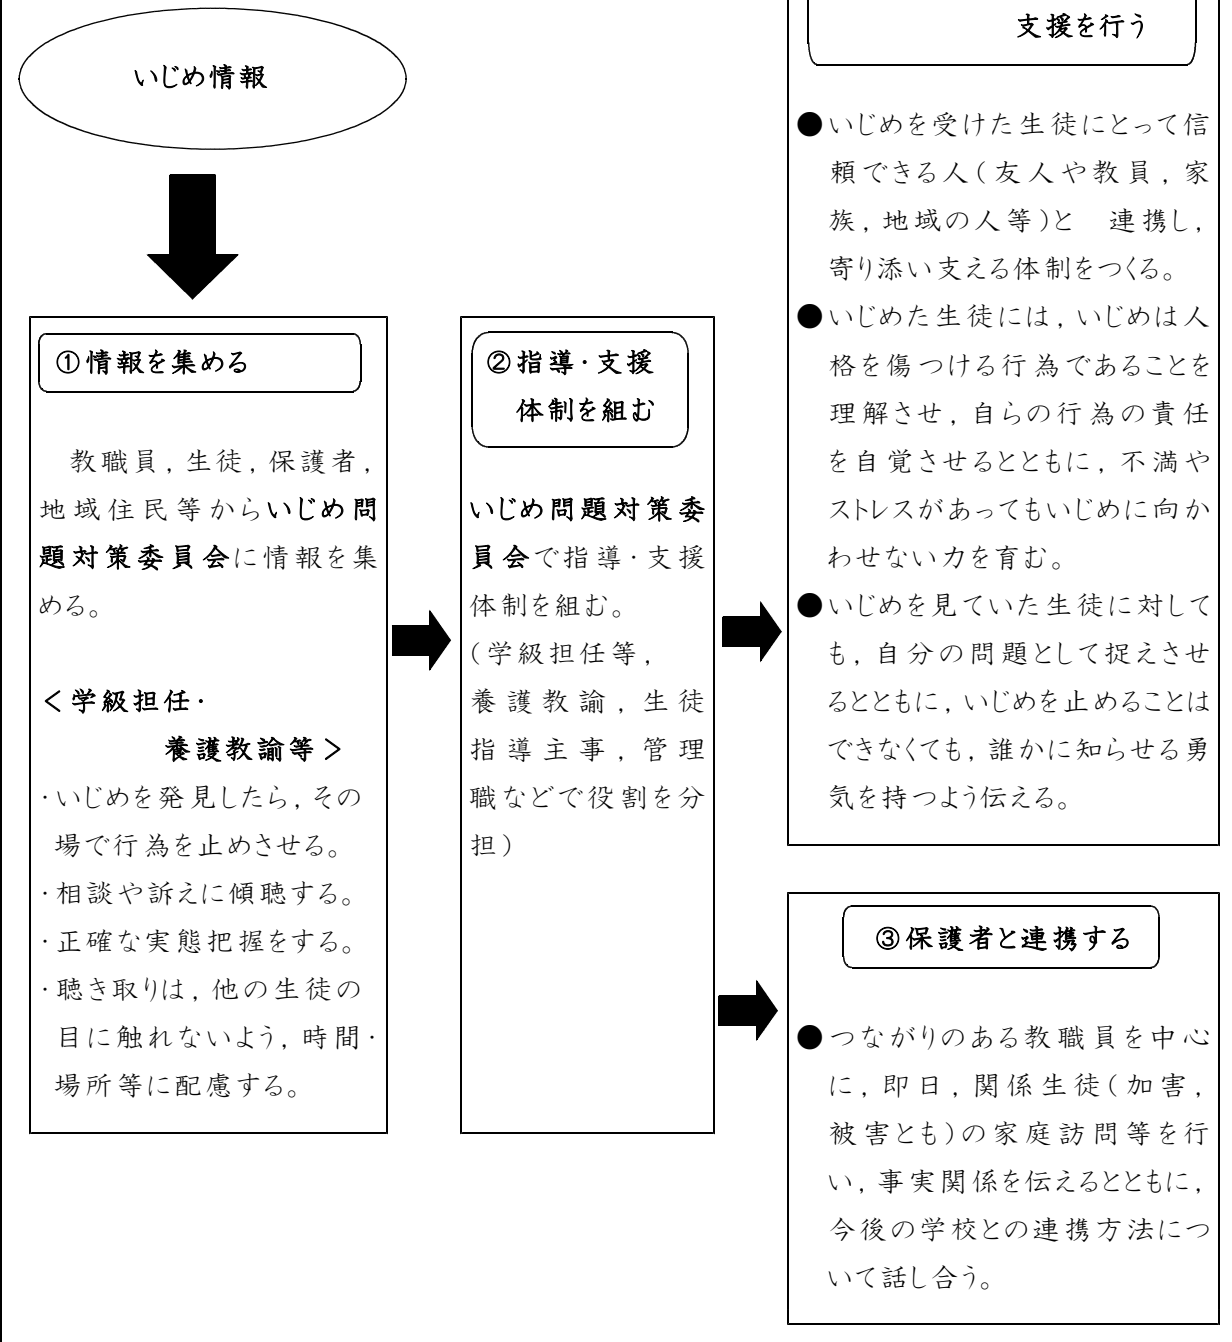 いじめ情報
①情報を集める
教職員，生徒，保護者，
地域住民等からいじめ問
題対策委員会に情報を集
める。
＜学級担任・
養護教諭等＞
・いじめを発見したら，その
場で行為を止めさせる。
・相談や訴えに傾聴する。
・正確な実態把握をする。
・聴き取りは，他の生徒の
目に触れないよう，時間・
場所等に配慮する。
②指導・支援
体制を組む
いじめ問題対策委
員会で指導・支援
体制を組む。
（学級担任等，
養護教諭，生徒
指導主事，管理
職などで役割を分
担）
支援を行う
●いじめを受けた生徒にとって信
頼できる人（友人や教員，家
族，地域の人等）と　連携し，
寄り添い支える体制をつくる。
●いじめた生徒には，いじめは人
格を傷つける行為であることを
理解させ，自らの行為の責任
を自覚させるとともに，不満や
ストレスがあってもいじめに向か
わせない力を育む。
●いじめを見ていた生徒に対して
も，自分の問題として捉えさせ
るとともに，いじめを止めることは
できなくても，誰かに知らせる勇
気を持つよう伝える。
③保護者と連携する
●つながりのある教職員を中心
に，即日，関係生徒（加害，
被害とも）の家庭訪問等を行
い，事実関係を伝えるとともに，
今後の学校との連携方法につ
いて話し合う。